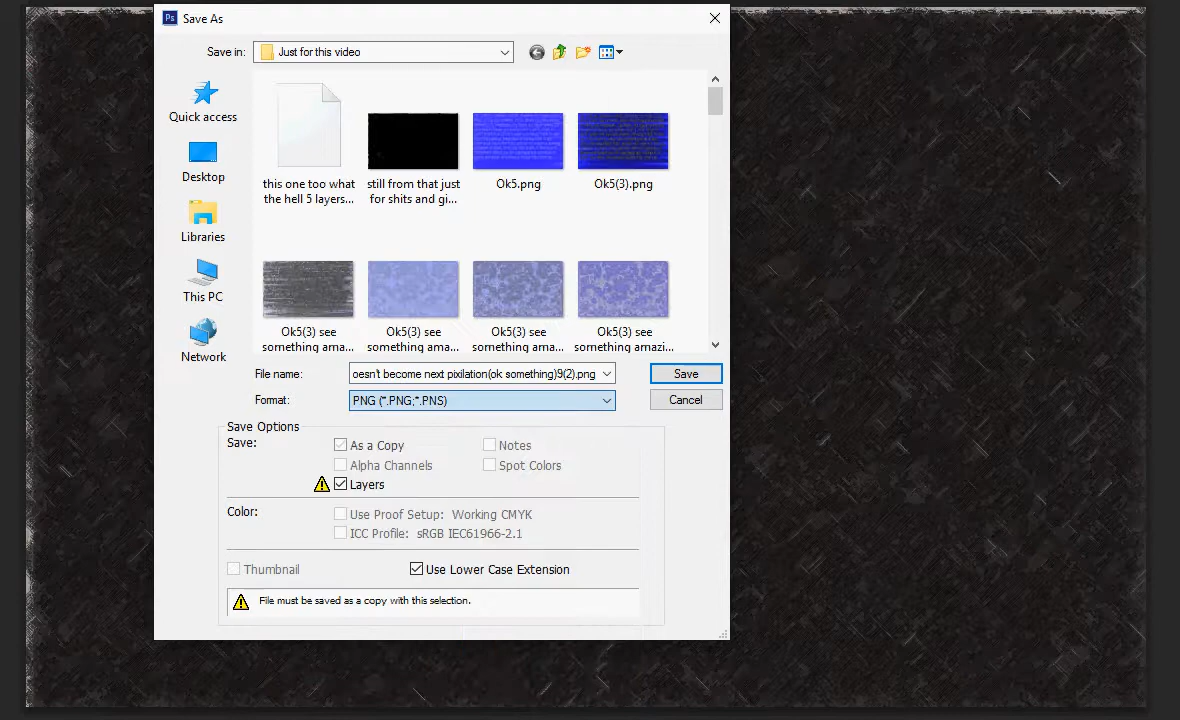 Ps Save As
Save in: Just for this video
Quick access
Desktop
Libraries
This PC
Network
this one too what
the hell 5 layers...
still from that just
for shits and gi...
Ok5.png
Ok5(3).png
Ok5(3) see
something ama...
Ok5(3) see
something ama...
Ok5(3) see
something ama...
Ok5(3) see
something amazi...
File name: oesn't become next pixilation(ok something)9(2).png
Save
Format: PNG (*.PNG;*.PNS)
Cancel
Save Options
Save:
As a Copy
Notes
Alpha Channels
Spot Colors
Layers
Color:
Use Proof Setup: Working CMYK
ICC Profile: sRGB IEC61966-2.1
Thumbnail
Use Lower Case Extension
File must be saved as a copy with this selection.